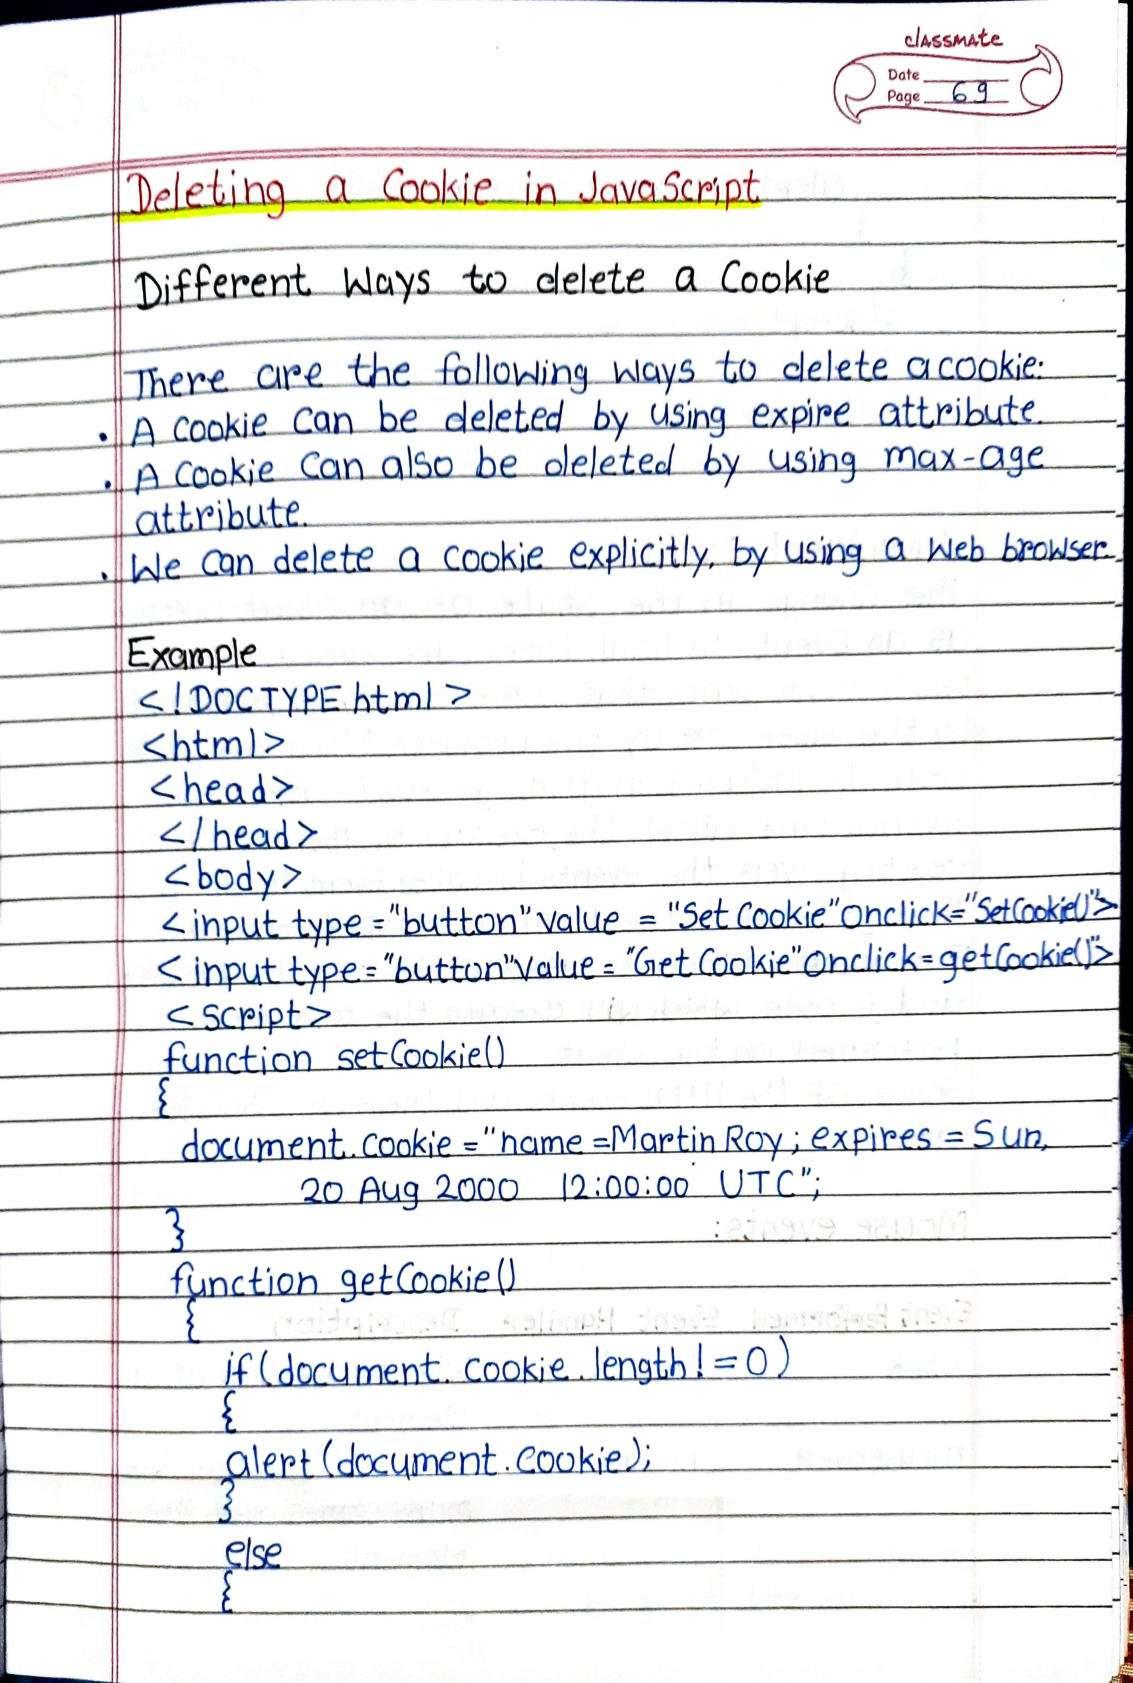 classmate
Date
Page 69
Deleting a Cookie in JavaScript
Different Ways to delete a Cookie
There are the following ways to delete a cookie:
• A cookie can be deleted by using expire attribute.
• A cookie can also be deleted by using max-age
attribute.
• We can delete a cookie explicitly, by using a web browser
Example
<!DOCTYPE html>
<html>
<head>
</head>
<body>
<input type="button" value = "Set Cookie" onclick="SetCookie()">
<input type="button" value = "Get Cookie" onclick=getCookie()">
<script>
function setCookie()
{
document.cookie = "name=Martin Roy; expires = Sun,
20 Aug 2000 12:00:00 UTC";
}
function getCookie()
{
if(document.cookie.length!=0)
{
alert(document.cookie);
}
else
{